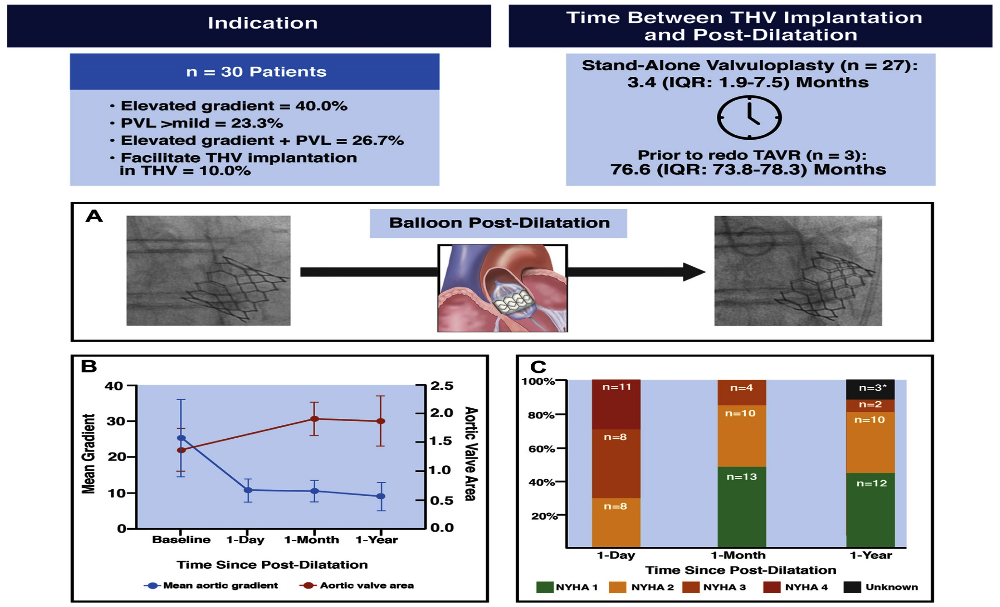 Indication
Time Between THV Implantation
and Post-Dilatation
n = 30 Patients
• Elevated gradient = 40.0%
• PVL >mild = 23.3%
• Elevated gradient + PVL = 26.7%
• Facilitate THV implantation
in THV = 10.0%
Stand-Alone Valvuloplasty (n = 27):
3.4 (IQR: 1.9-7.5) Months
Prior to redo TAVR (n = 3):
76.6 (IQR: 73.8-78.3) Months
A
Balloon Post-Dilatation
B
Mean Gradient
40
30
20
10
0
2.5
2.0
1.5
1.0
0.5
0.0
Aortic Valve Area
Baseline 1-Day 1-Month 1-Year
Time Since Post-Dilatation
Mean aortic gradient Aortic valve area
C
100%
80%
60%
40%
20%
n=11
n=8
n=8
n=4
n=10
n=13
n=3*
n=2
n=10
n=12
1-Day 1-Month 1-Year
Time Since Post-Dilatation
NYHA 1 NYHA 2 NYHA 3 NYHA 4 Unknown